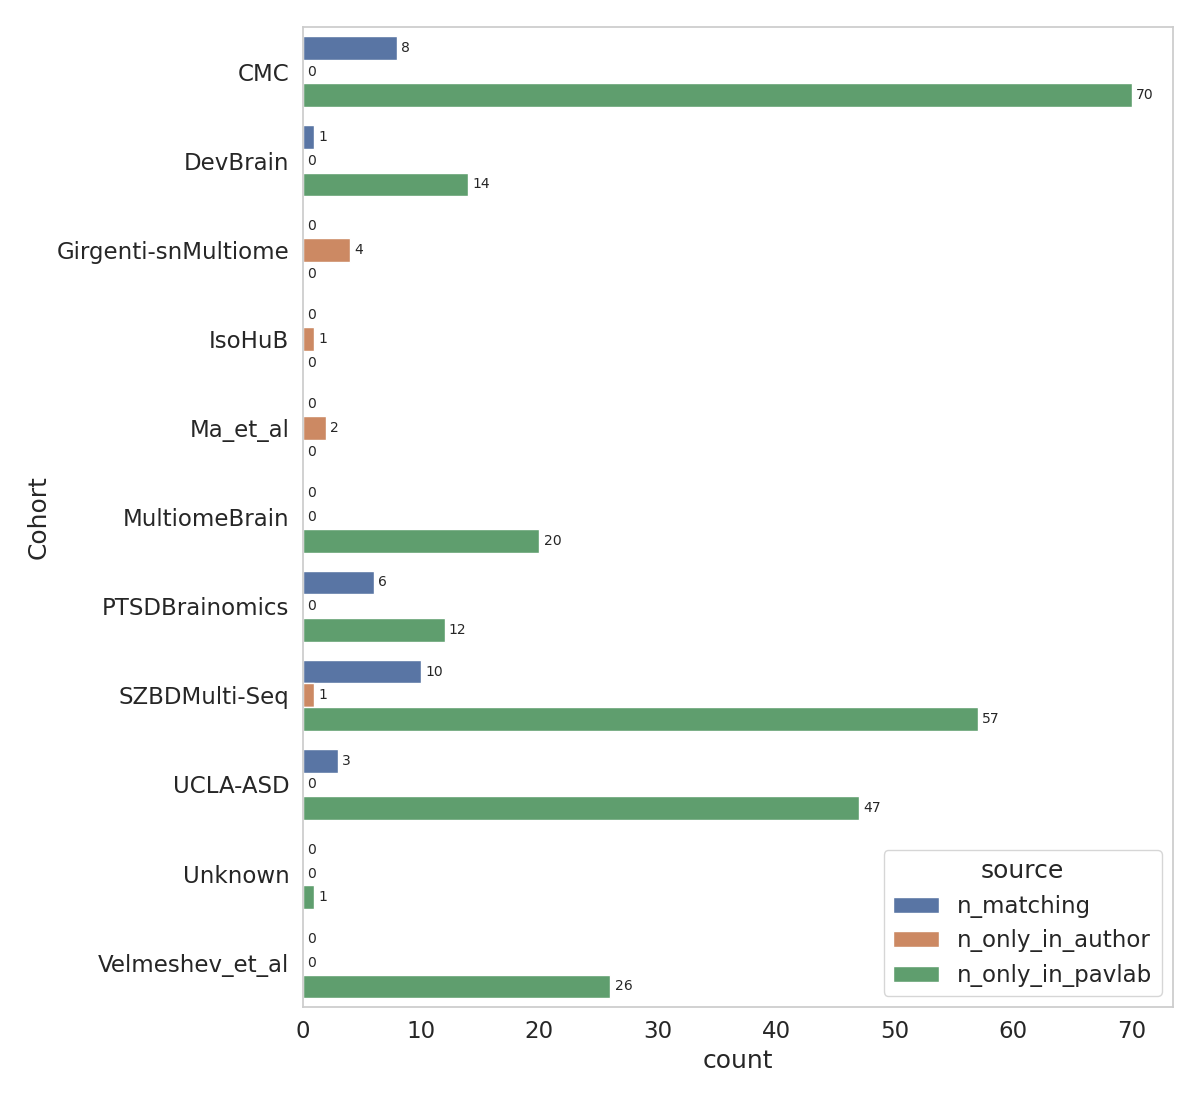 CMC 8 0 70
DevBrain 1 0 14
Girgenti-snMultiome 0 4 0
IsoHuB 0 1 0
Ma_et_al 0 2 0
MultiomeBrain 0 0 20
PTSDBrainomics 6 0 12
SZBDMulti-Seq 10 1 57
UCLA-ASD 3 0 47
Unknown 0 0 1
Velmeshev_et_al 0 0 26
Cohort
source
n_matching
n_only_in_author
n_only_in_pavlab
0 10 20 30 40 50 60 70
count